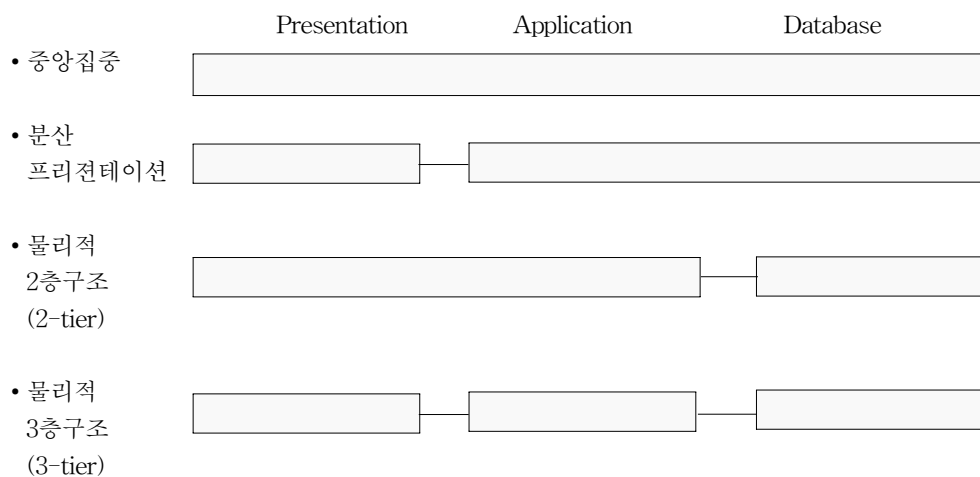 Presentation Application Database
• 중앙집중
• 분산
프리젼테이션
• 물리적
2층구조
(2-tier)
• 물리적
3층구조
(3-tier)